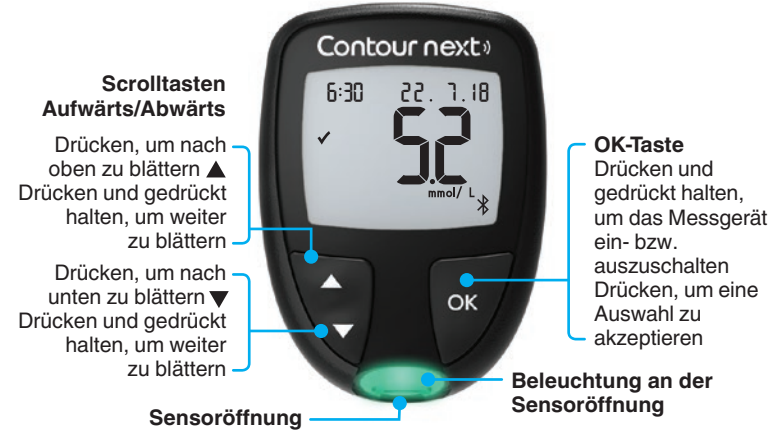 Contour next
6:30 22. 7.18
✓ 5.2
mmol/L
Scrolltasten
Aufwärts/Abwärts
Drücken, um nach
oben zu blättern ▲
Drücken und gedrückt
halten, um weiter
zu blättern
Drücken, um nach
unten zu blättern ▼
Drücken und gedrückt
halten, um weiter
zu blättern
OK
OK-Taste
Drücken und
gedrückt halten,
um das Messgerät
ein- bzw.
auszuschalten
Drücken, um eine
Auswahl zu
akzeptieren
Beleuchtung an der
Sensoröffnung
Sensoröffnung